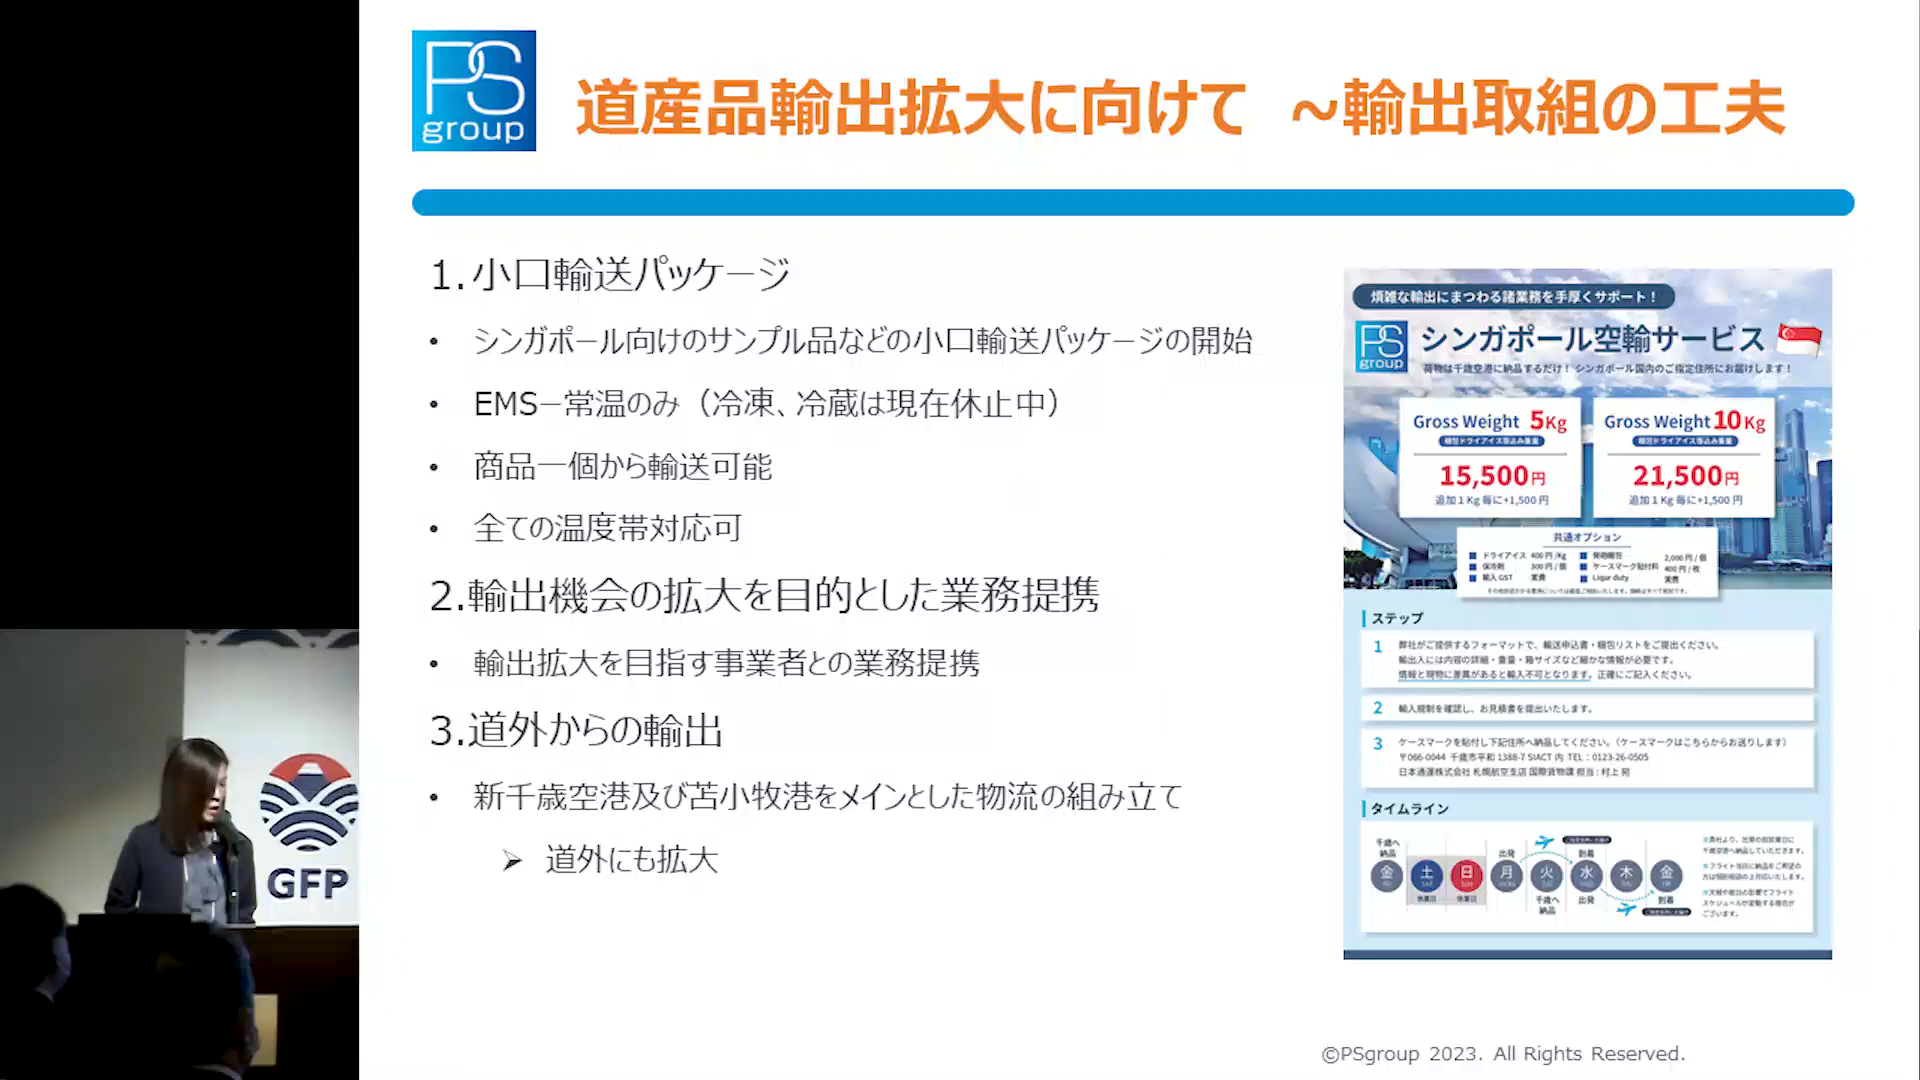 PS
group
道産品輸出拡大に向けて ~輸出取組の工夫
1.小口輸送パッケージ
• シンガポール向けのサンプル品などの小口輸送パッケージの開始
• EMS－常温のみ（冷凍、冷蔵は現在休止中）
• 商品一個から輸送可能
• 全ての温度帯対応可
2.輸出機会の拡大を目的とした業務提携
• 輸出拡大を目指す事業者との業務提携
3.道外からの輸出
• 新千歳空港及び苫小牧港をメインとした物流の組み立て
➢ 道外にも拡大
煩雑な輸出にまつわる諸業務を手厚くサポート！
PS
group
シンガポール空輸サービス
荷物は千歳空港に納品するだけ！ シンガポール国内のご指定住所にお届けします！
Gross Weight 5Kg
梱包ドライアイス等込み重量
15,500円
追加１Kg 毎に+1,500 円
Gross Weight 10Kg
梱包ドライアイス等込み重量
21,500円
追加１Kg 毎に+1,500 円
共通オプション
ドライアイス 400円/Kg
保冷剤 300円/個
輸入GST 実費
発砲梱包 2,000円/個
ケースマーク貼付料 400円/枚
Liqur duty 実費
ステップ
1 弊社がご提供するフォーマットで、輸送申込書・梱包リストをご提出ください。
輸出入には内容の詳細・重量・箱サイズなど細かな情報が必要です。
情報と現物に差異があると輸入不可となります。正確にご記入ください。
2 輸入規制を確認し、お見積書を提出いたします。
3 ケースマークを貼付し下記住所へ納品してください。（ケースマークはこちらからお送りします）
〒066-0044 千歳市平和 1388-7 SIACT 内 TEL：0123-26-0505
日本通運株式会社 札幌航空支店 国際貨物課 担当：村上 宛
タイムライン
千歳へ
納品
出発
到着
金 土 日 月 火 水 木 金
休業日 休業日
千歳へ
納品
出発
到着
GFP
©PSgroup 2023. All Rights Reserved.